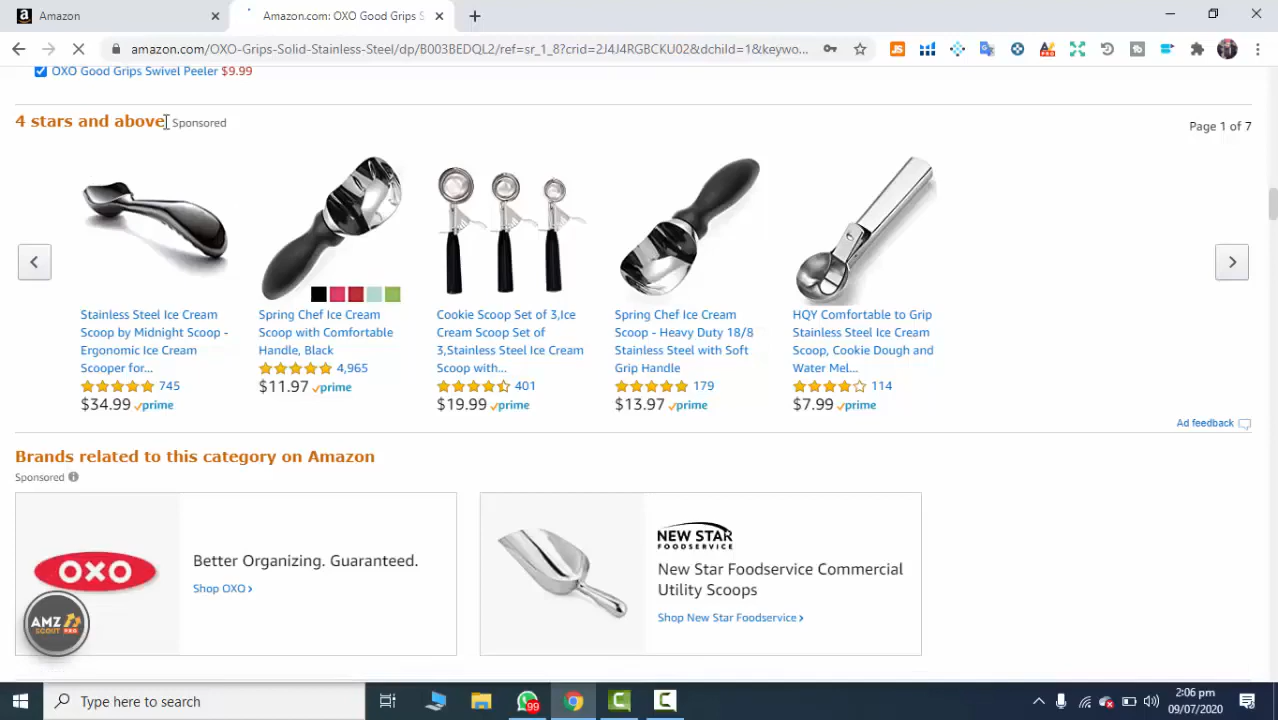 Amazon
Amazon.com: OXO Good Grips S
amazon.com/OXO-Grips-Solid-Stainless-Steel/dp/B003BEDQL2/ref=sr_1_8?crid=2J4J4RGBCKU02&dchild=1&keywo...
OXO Good Grips Swivel Peeler $9.99
4 stars and above Sponsored
Page 1 of 7
Stainless Steel Ice Cream
Scoop by Midnight Scoop -
Ergonomic Ice Cream
Scooper for...
745
$34.99 prime
Spring Chef Ice Cream
Scoop with Comfortable
Handle, Black
4,965
$11.97 prime
Cookie Scoop Set of 3,Ice
Cream Scoop Set of
3,Stainless Steel Ice Cream
Scoop with...
401
$19.99 prime
Spring Chef Ice Cream
Scoop - Heavy Duty 18/8
Stainless Steel with Soft
Grip Handle
179
$13.97 prime
HQY Comfortable to Grip
Stainless Steel Ice Cream
Scoop, Cookie Dough and
Water Mel...
114
$7.99 prime
Ad feedback
Brands related to this category on Amazon
Sponsored
OXO
Better Organizing. Guaranteed.
Shop OXO ›
NEW STAR
FOODSERVICE
New Star Foodservice Commercial
Utility Scoops
Shop New Star Foodservice ›
AMZ
SCOUT PRO
Type here to search
99
2:06 pm
09/07/2020